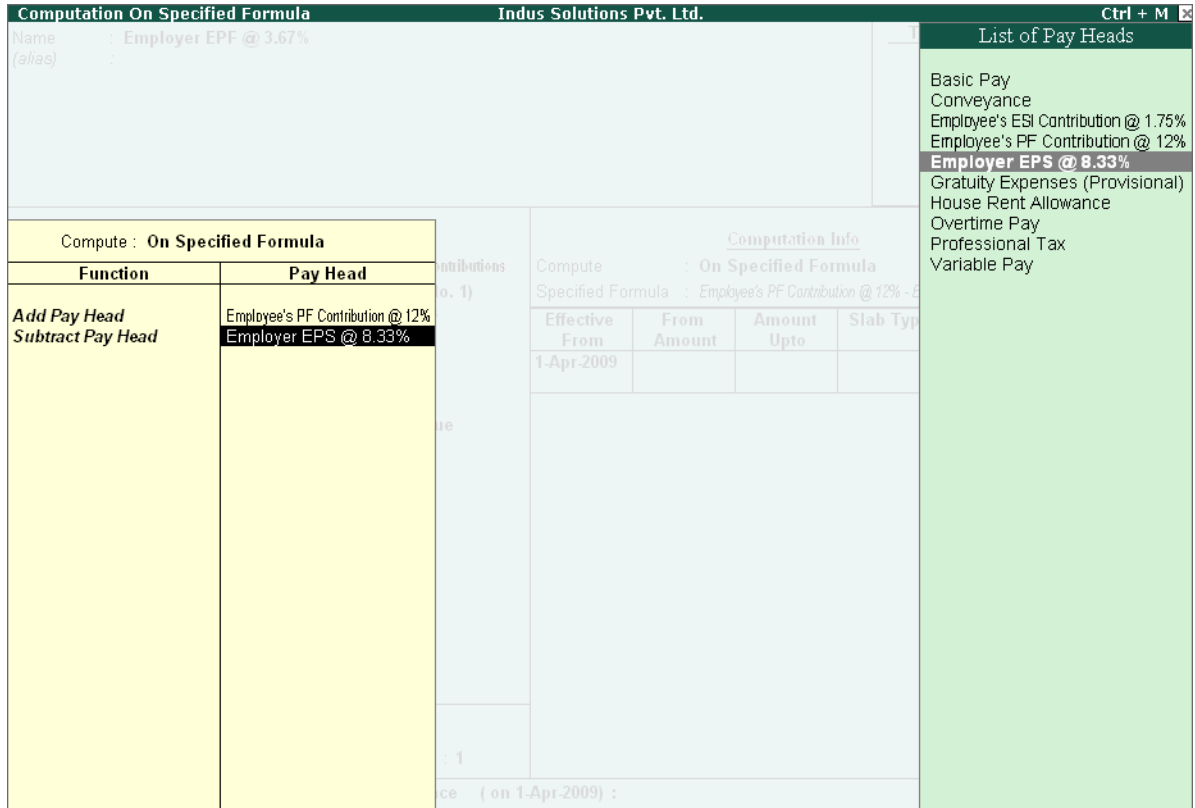 Computation On Specified Formula Indus Solutions Pvt. Ltd. Ctrl + M
Name : Employer EPF @ 3.67%
(alias) :
List of Pay Heads
Basic Pay
Conveyance
Employee's ESI Contribution @ 1.75%
Employee's PF Contribution @ 12%
Employer EPS @ 8.33%
Gratuity Expenses (Provisional)
House Rent Allowance
Overtime Pay
Professional Tax
Variable Pay
Compute : On Specified Formula
Function Pay Head
Add Pay Head Employee's PF Contribution @ 12%
Subtract Pay Head Employer EPS @ 8.33%
Computation Info
Compute : On Specified Formula
Specified Formula : Employee's PF Contribution @ 12% - E
Effective From From Amount Amount Upto Slab Typ
1-Apr-2009
: 1
( on 1-Apr-2009) :